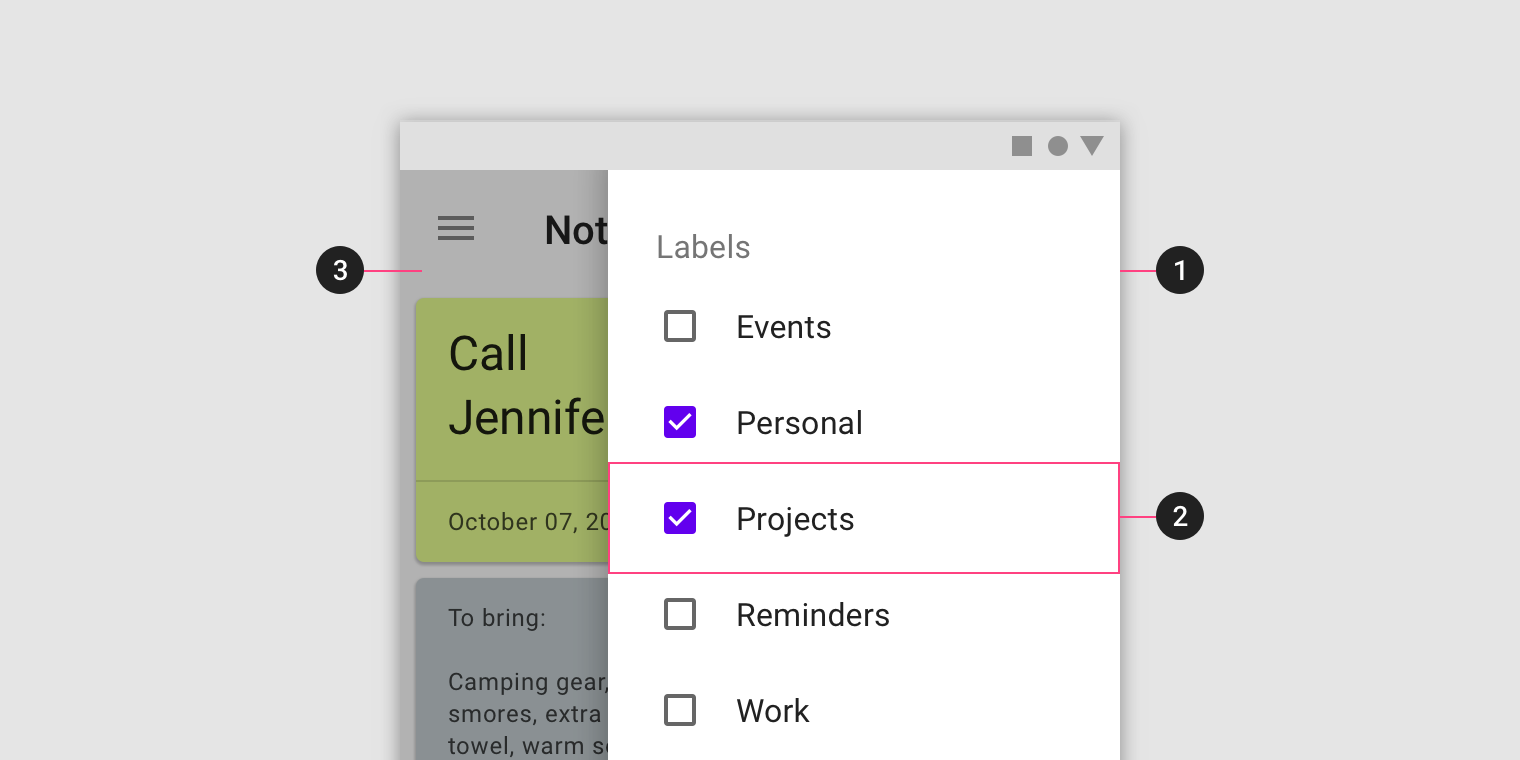 Not
3
Labels
1
Events
Call
Jennife
Personal
Projects
2
October 07, 20
To bring:
Reminders
Camping gear,
smores, extra
towel, warm so
Work